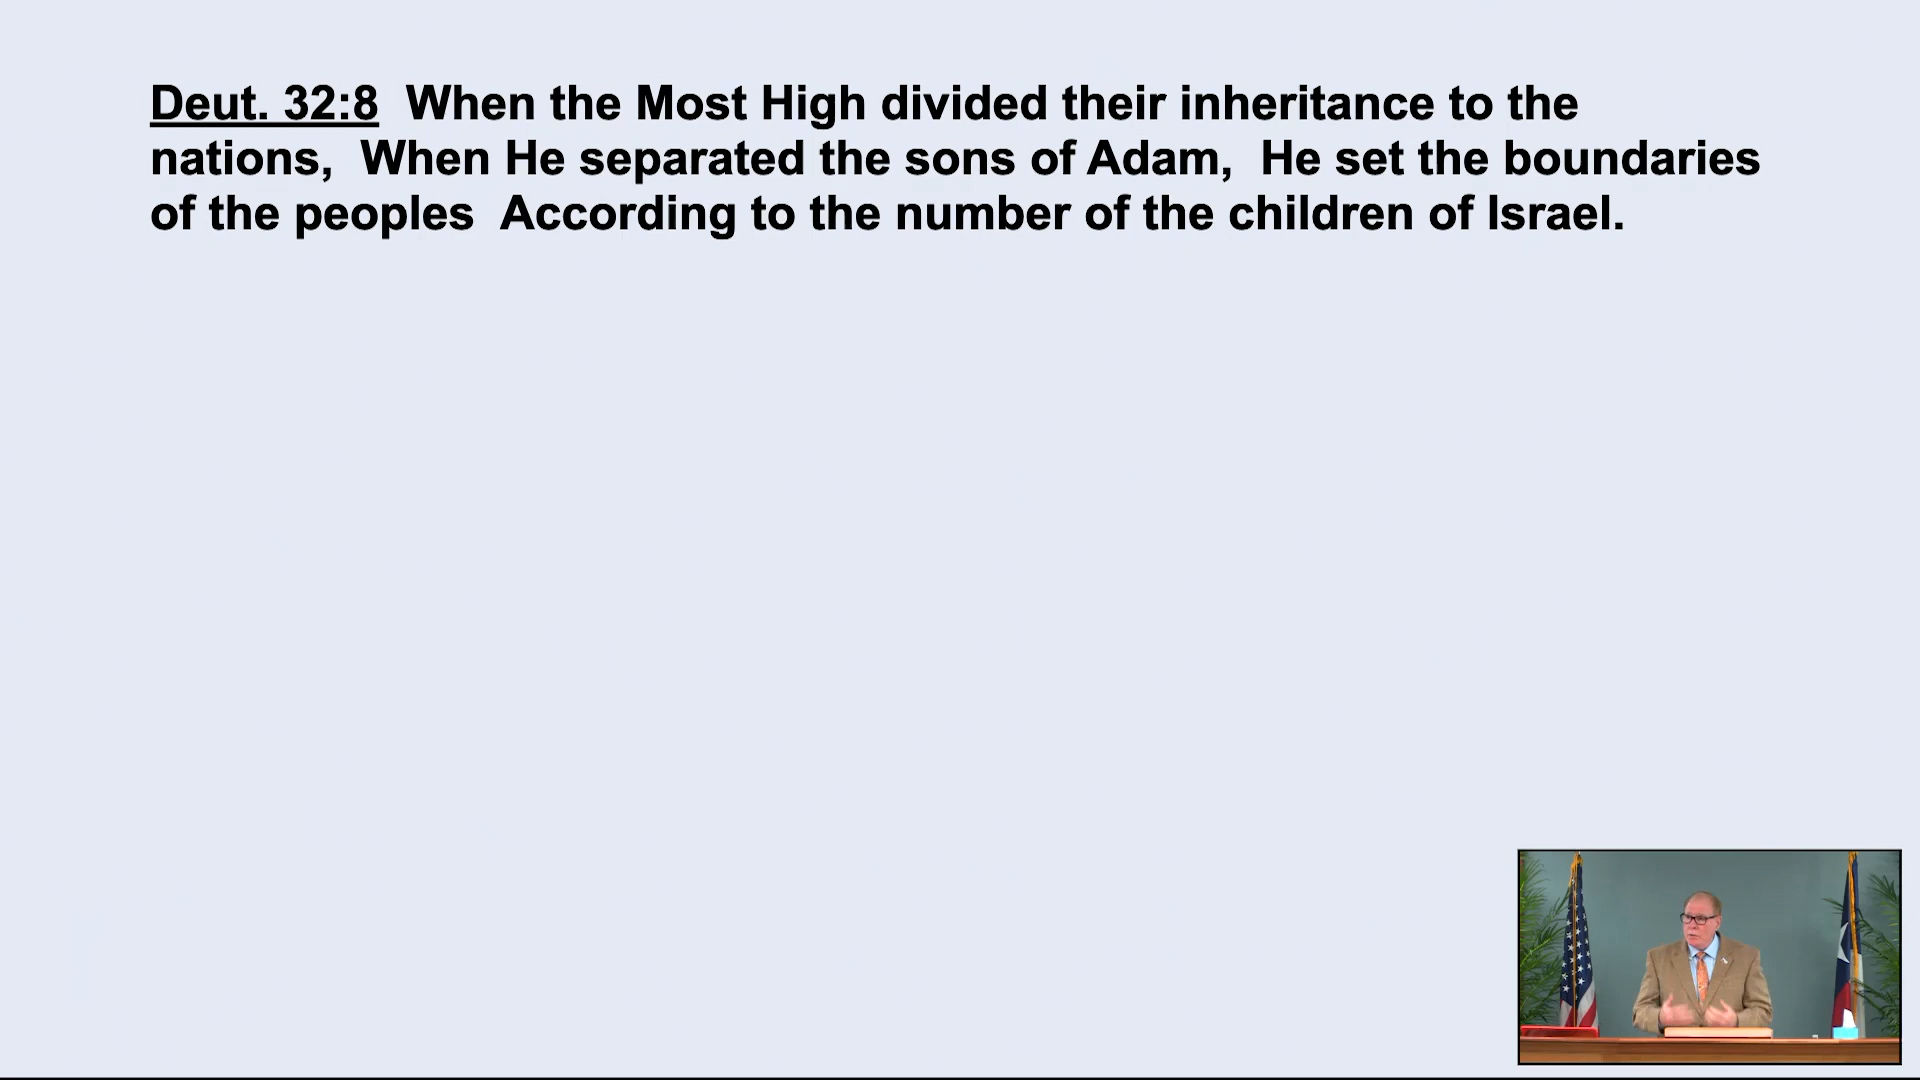 Deut. 32:8  When the Most High divided their inheritance to the
nations,  When He separated the sons of Adam,  He set the boundaries
of the peoples  According to the number of the children of Israel.